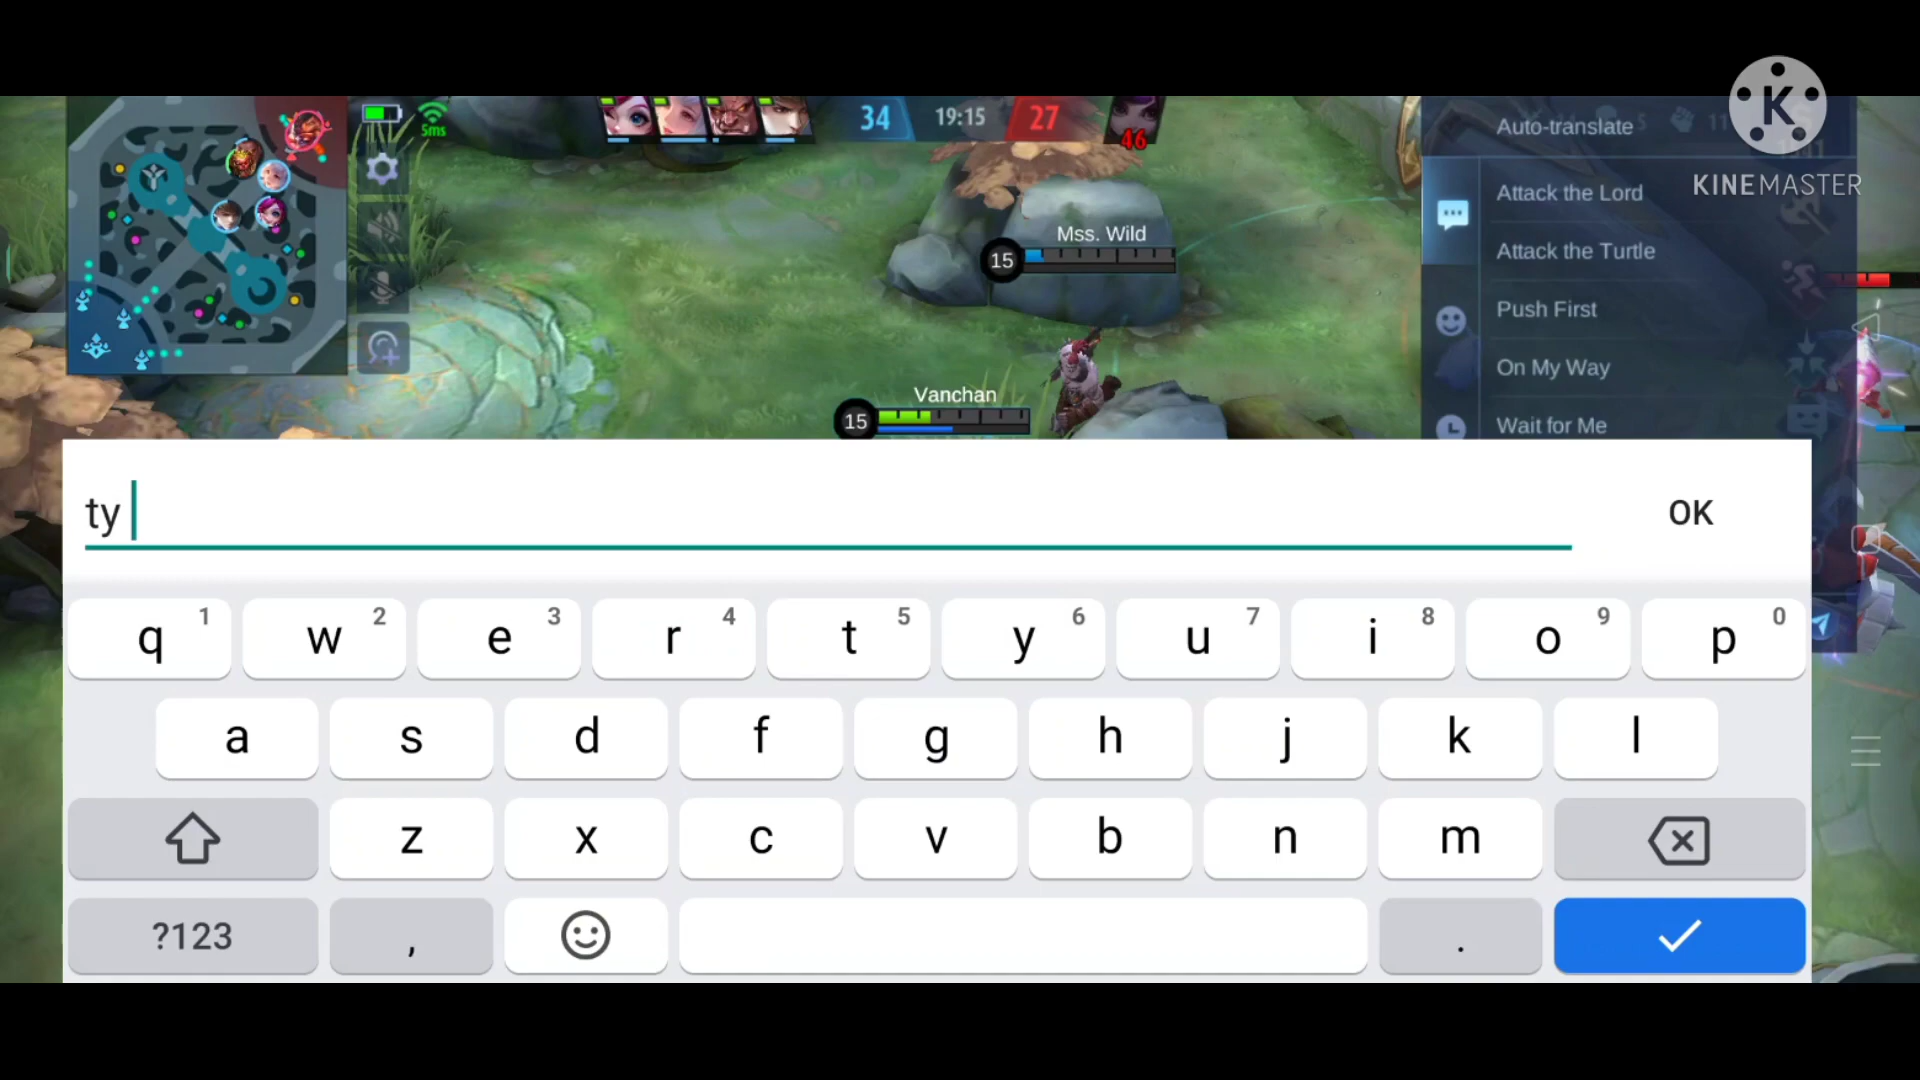 5ms
34 19:15 27
46
Auto-translate
KINEMASTER
Attack the Lord
Attack the Turtle
Push First
On My Way
Wait for Me
Mss. Wild
15
Vanchan
15
ty
OK
q 1 w 2 e 3 r 4 t 5 y 6 u 7 i 8 o 9 p 0
a s d f g h j k l
z x c v b n m
?123 , .